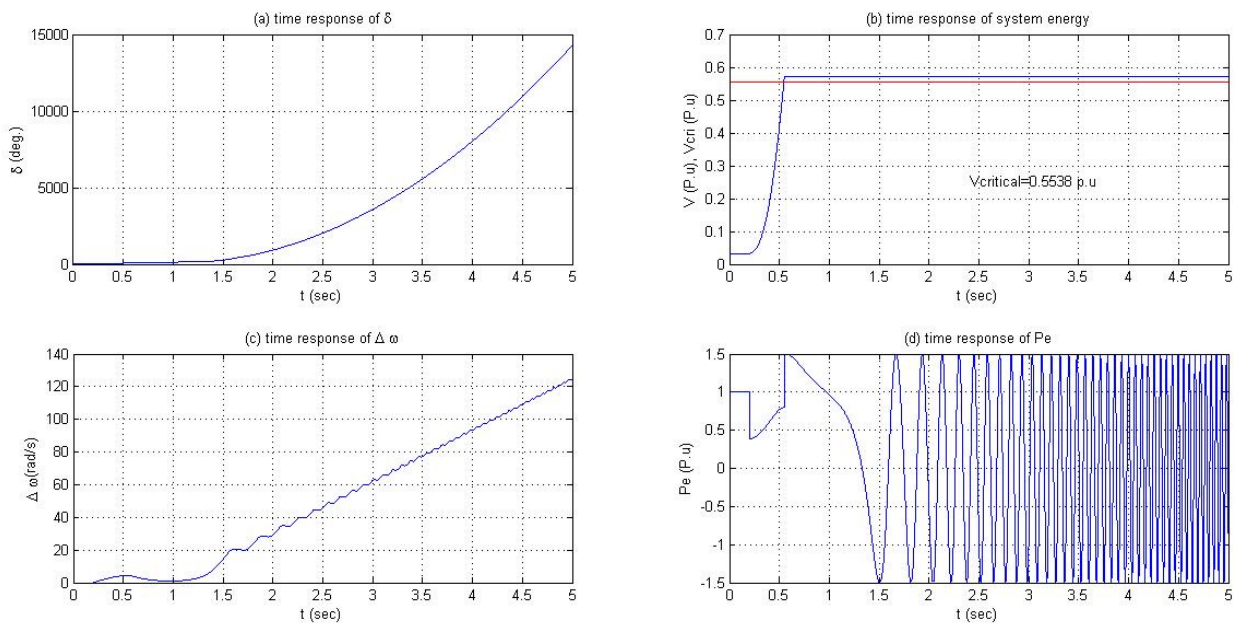 (a) time response of δ
15000
10000
5000
0
δ (deg.)
0 0.5 1 1.5 2 2.5 3 3.5 4 4.5 5
t (sec)
(b) time response of system energy
0.7
0.6
0.5
0.4
0.3
0.2
0.1
0
V (P.u), Vcri (P.u)
Vcritical=0.5538 p.u
0 0.5 1 1.5 2 2.5 3 3.5 4 4.5 5
t (sec)
(c) time response of Δ ω
140
120
100
80
60
40
20
0
Δ ω(rad/s)
0 0.5 1 1.5 2 2.5 3 3.5 4 4.5 5
t (sec)
(d) time response of Pe
1.5
1
0.5
0
-0.5
-1
-1.5
Pe (P.u)
0 0.5 1 1.5 2 2.5 3 3.5 4 4.5 5
t (sec)